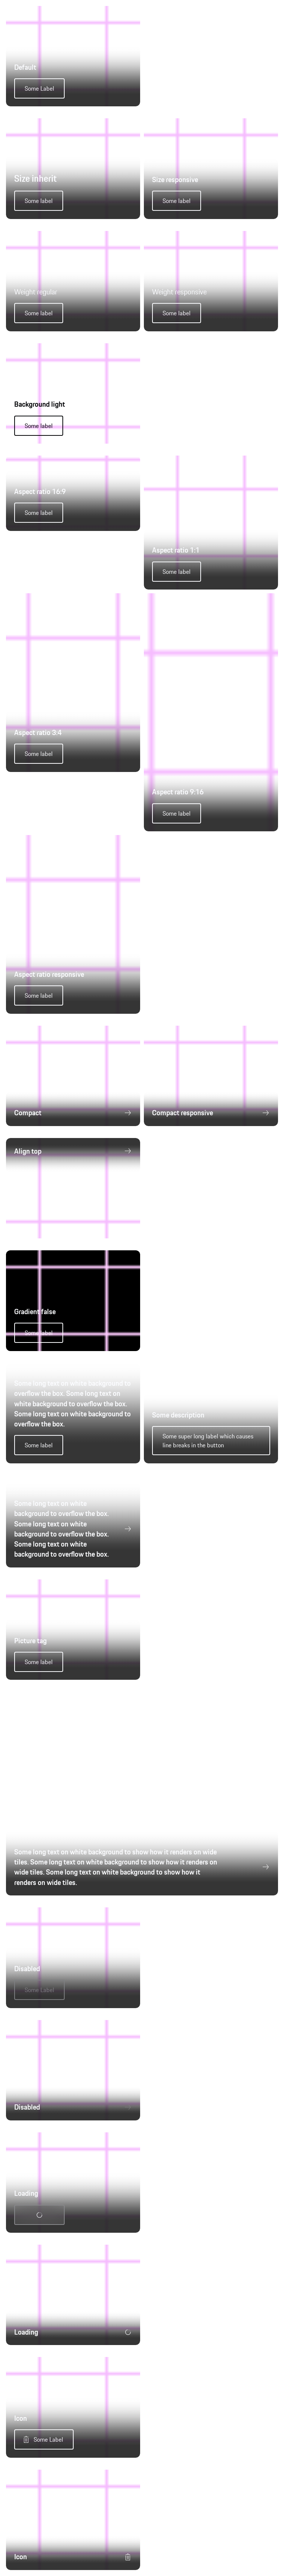 Default
Some Label
Size inherit
Some label
Size responsive
Some label
Weight regular
Some label
Weight responsive
Some label
Background light
Some label
Aspect ratio 16:9
Some label
Aspect ratio 1:1
Some label
Aspect ratio 3:4
Some label
Aspect ratio 9:16
Some label
Aspect ratio responsive
Some label
Compact
Compact responsive
Align top
Gradient false
Some label
Some long text on white background to
overflow the box. Some long text on
white background to overflow the box.
Some long text on white background to
overflow the box.
Some label
Some description
Some super long label which causes
line breaks in the button
Some long text on white
background to overflow the box.
Some long text on white
background to overflow the box.
Some long text on white
background to overflow the box.
Picture tag
Some label
Some long text on white background to show how it renders on wide
tiles. Some long text on white background to show how it renders on
wide tiles. Some long text on white background to show how it
renders on wide tiles.
Disabled
Some Label
Disabled
Loading
Loading
Icon
Some Label
Icon